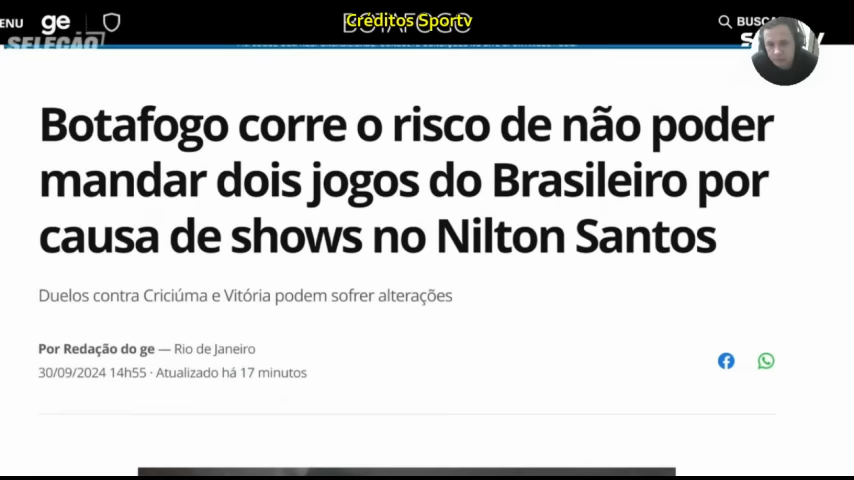 ENU ge BOTAFOGO BUSCA
Créditos Sportv
SELEÇÃO
Botafogo corre o risco de não poder
mandar dois jogos do Brasileiro por
causa de shows no Nilton Santos
Duelos contra Criciúma e Vitória podem sofrer alterações
Por Redação do ge — Rio de Janeiro
30/09/2024 14h55 · Atualizado há 17 minutos